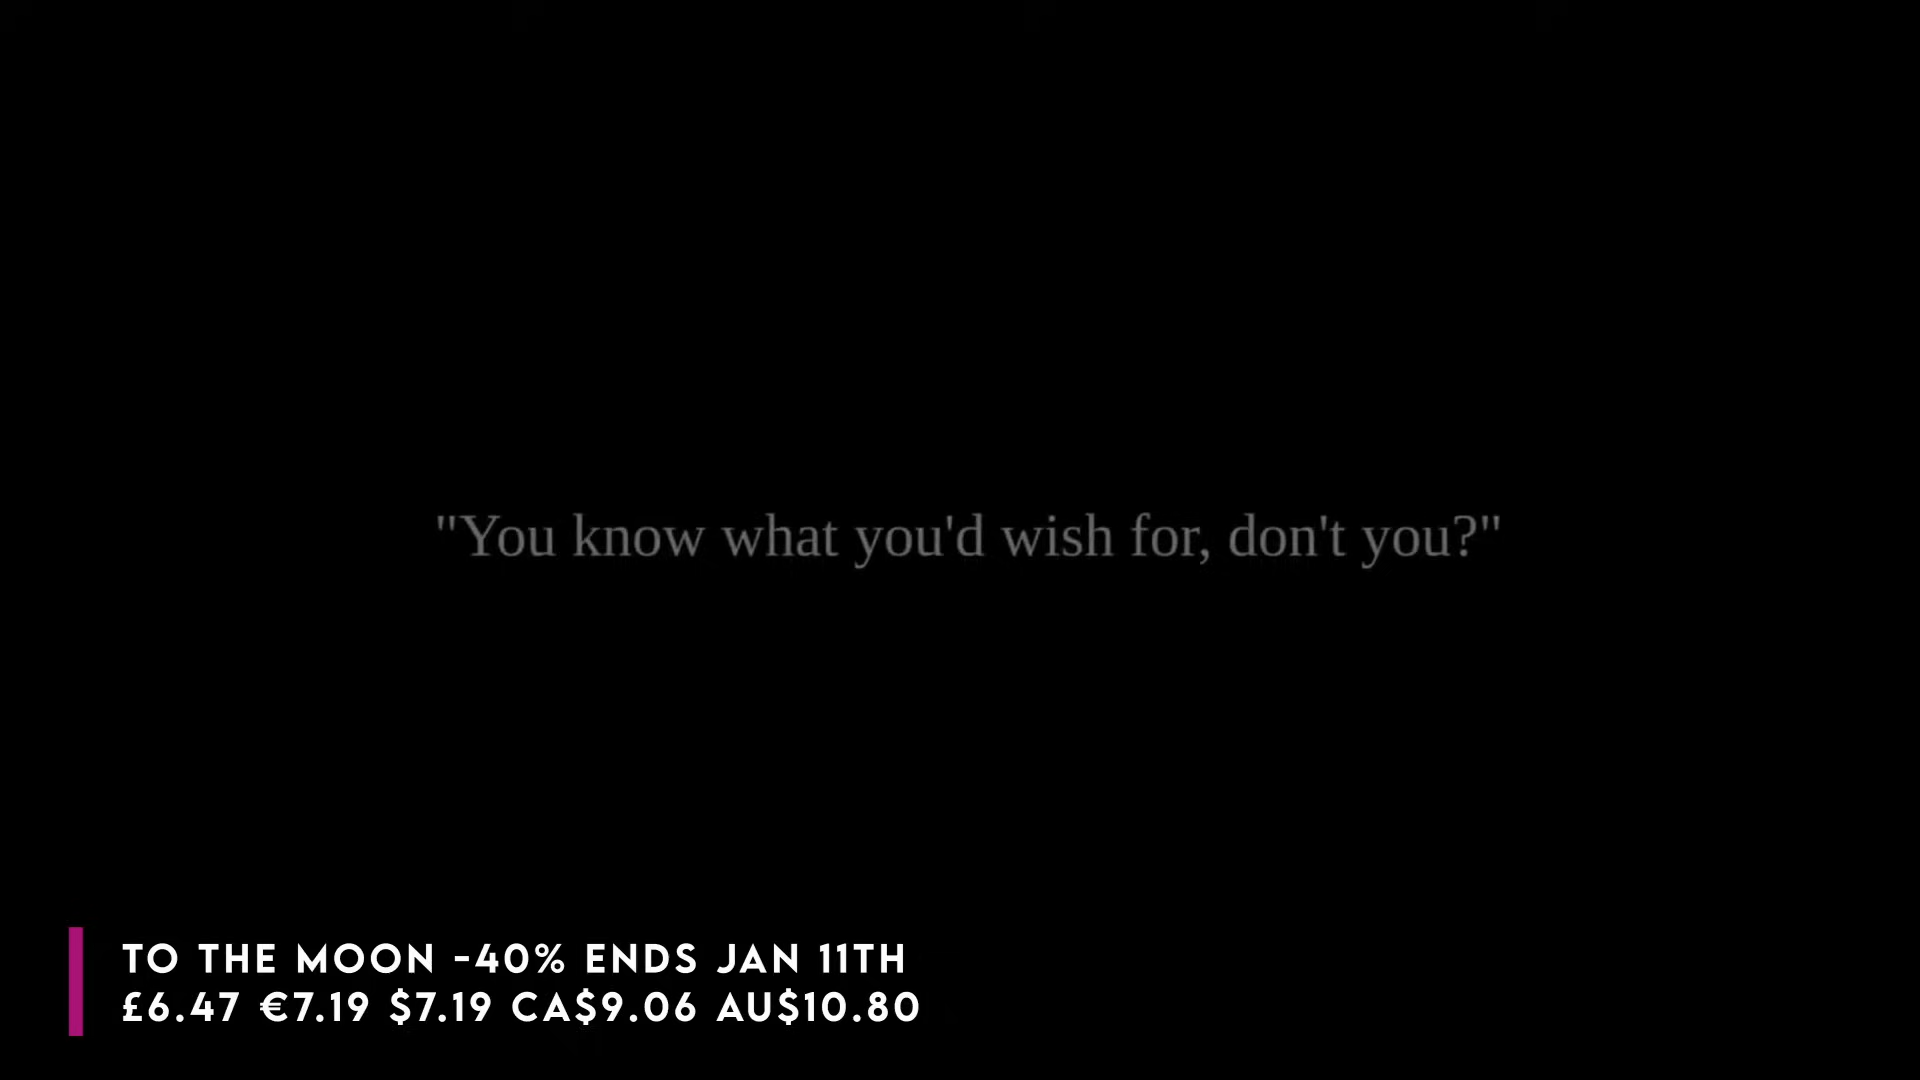 "You know what you'd wish for, don't you?"
TO THE MOON -40% ENDS JAN 11TH
£6.47 €7.19 $7.19 CA$9.06 AU$10.80